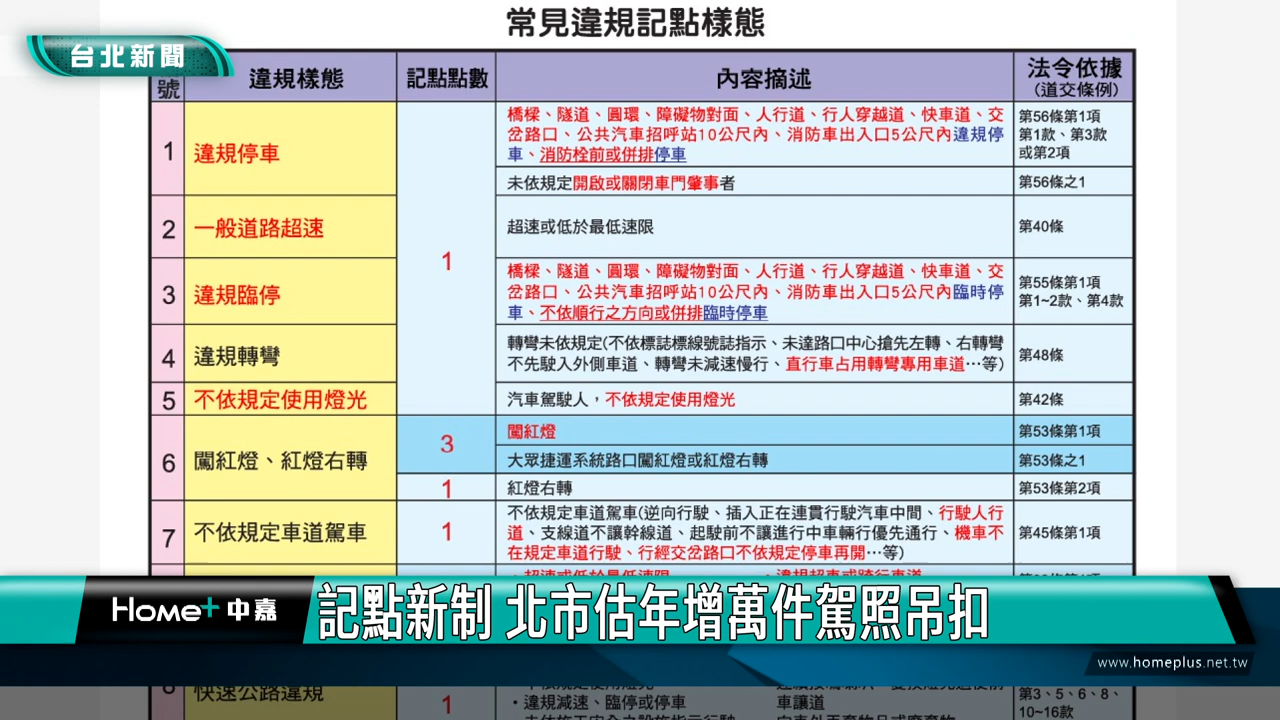 常見違規記點樣態
台北新聞
號 違規樣態 記點點數 內容摘述 法令依據
(道交條例)
1 違規停車 1
橋樑、隧道、圓環、障礙物對面、人行道、行人穿越道、快車道、交
岔路口、公共汽車招呼站10公尺內、消防車出入口5公尺內違規停
車、消防栓前或併排停車
第56條第1項
第1款、第3款
或第2項
未依規定開啟或關閉車門肇事者 第56條之1
2 一般道路超速 超速或低於最低速限 第40條
3 違規臨停
橋樑、隧道、圓環、障礙物對面、人行道、行人穿越道、快車道、交
岔路口、公共汽車招呼站10公尺內、消防車出入口5公尺內臨時停
車、不依順行之方向或併排臨時停車
第55條第1項
第1~2款、第4款
4 違規轉彎
轉彎未依規定(不依標誌標線號誌指示、未達路口中心搶先左轉、右轉彎
不先駛入外側車道、轉彎未減速慢行、直行車占用轉彎專用車道…等)
第48條
5 不依規定使用燈光 汽車駕駛人，不依規定使用燈光 第42條
6 闖紅燈、紅燈右轉 3 闖紅燈 第53條第1項
大眾捷運系統路口闖紅燈或紅燈右轉 第53條之1
1 紅燈右轉 第53條第2項
7 不依規定車道駕車 1
不依規定車道駕車(逆向行駛、插入正在連貫行駛汽車中間、行駛人行
道、支線道不讓幹線道、起駛前不讓進行中車輛行優先通行、機車不
在規定車道行駛、行經交岔路口不依規定停車再開…等)
第45條第1項
・超速或低於最低速限 ・違規超車或跨行車道
Home+中嘉 記點新制 北市估年增萬件駕照吊扣
www.homeplus.net.tw
快速公路違規 1
・違規減速、臨停或停車 車讓道
第3、5、6、8、
10~16款